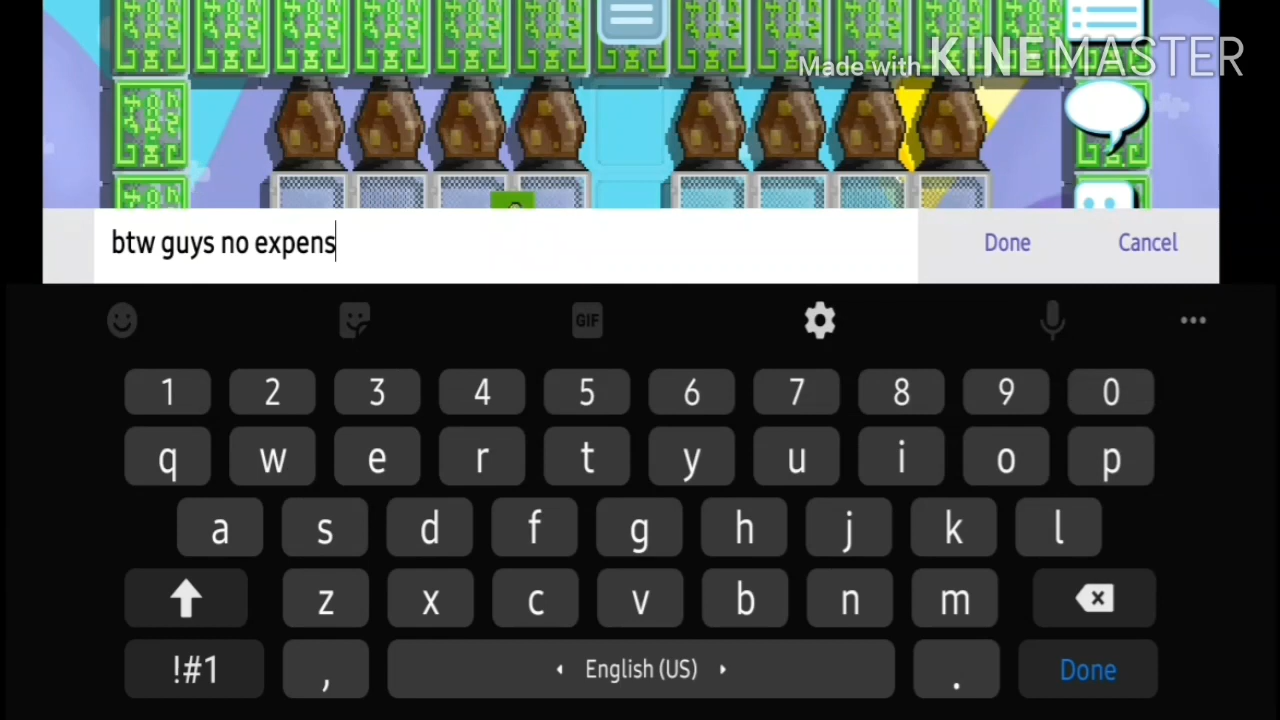 Made with KINEMASTER
btw guys no expens
Done
Cancel
GIF
1 2 3 4 5 6 7 8 9 0
q w e r t y u i o p
a s d f g h j k l
z x c v b n m
!#1 , English (US) . Done